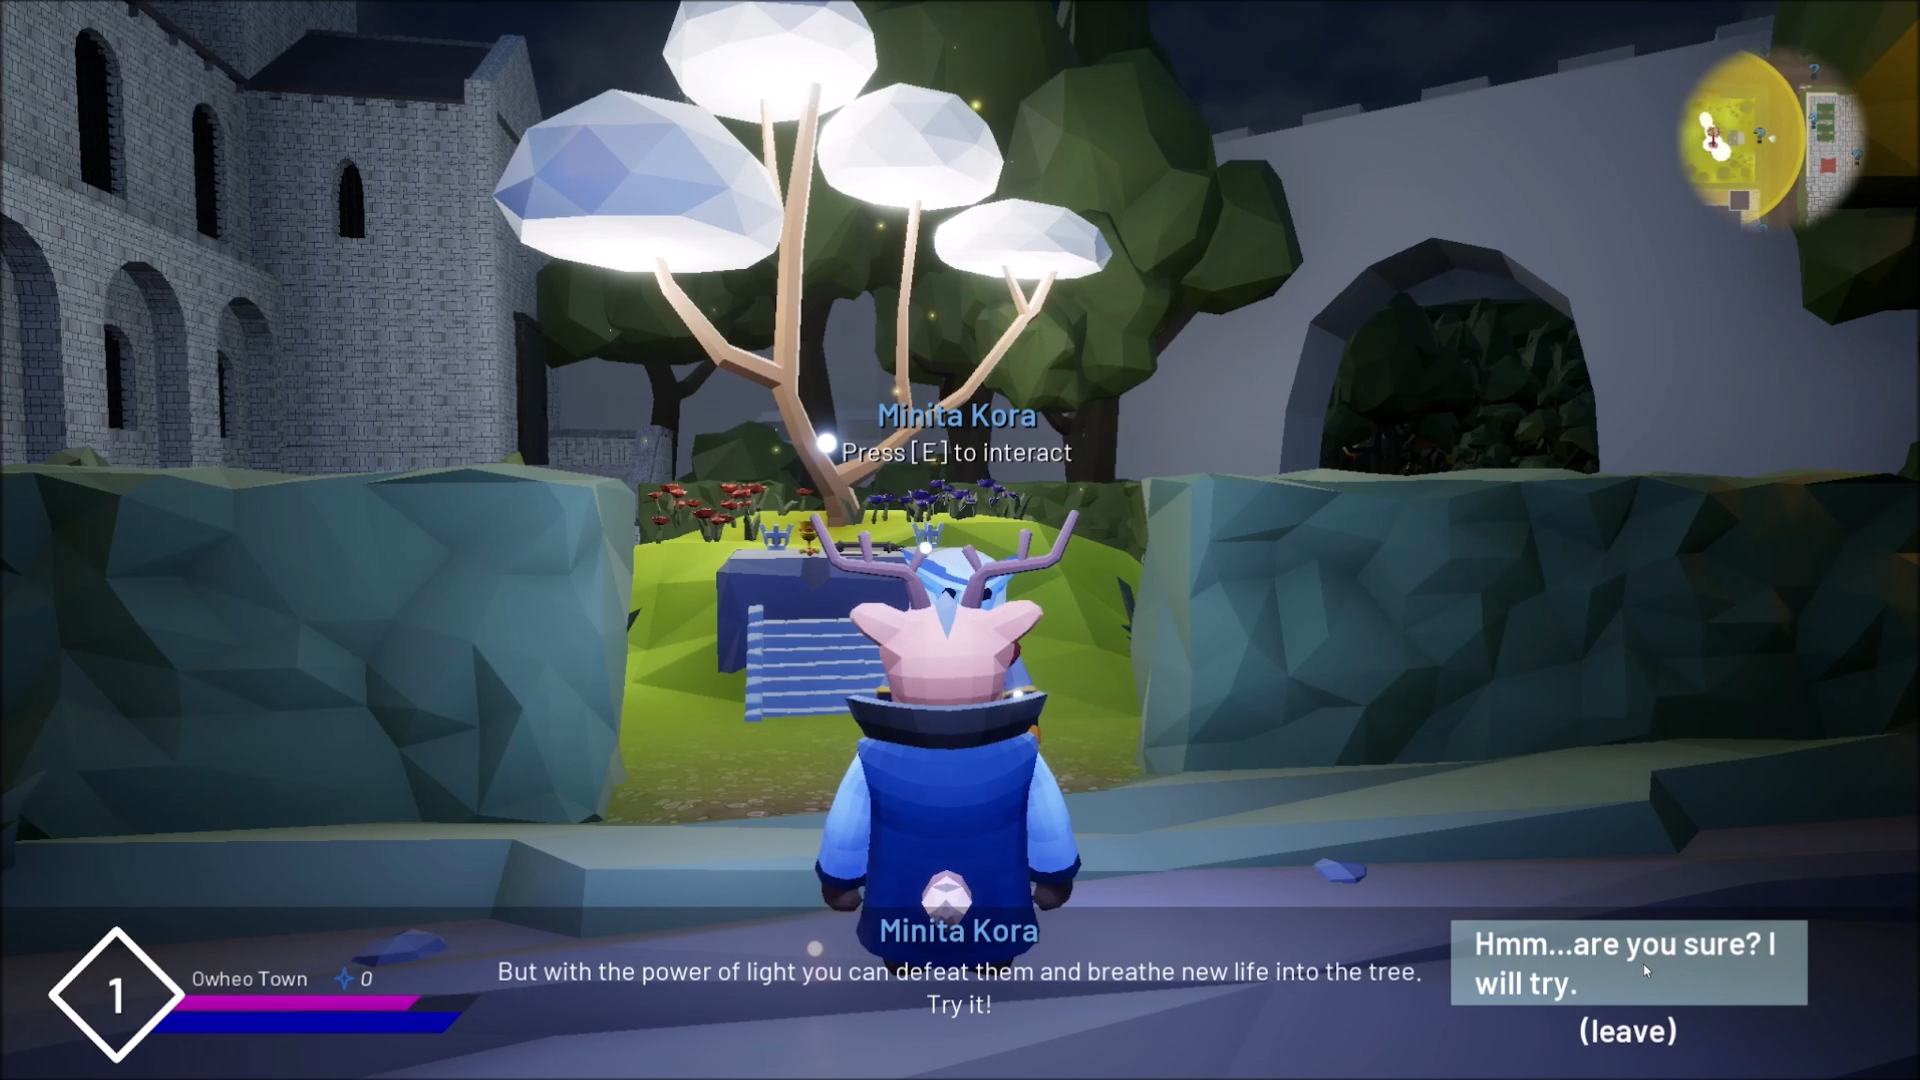 Minita Kora
Press [E] to interact
Minita Kora
But with the power of light you can defeat them and breathe new life into the tree.
Try it!
Hmm...are you sure? I
will try.
(leave)
1
Owheo Town
0